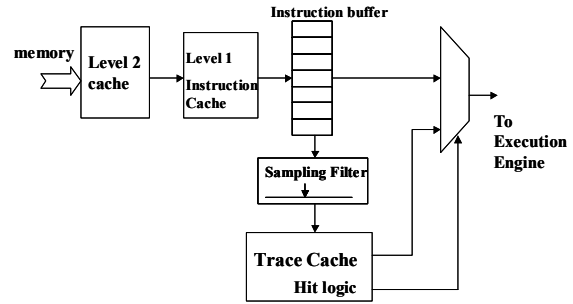 Instruction buffer
memory
Level 2
cache
Level 1
Instruction
Cache
To
Execution
Engine
Sampling Filter
Trace Cache
Hit logic